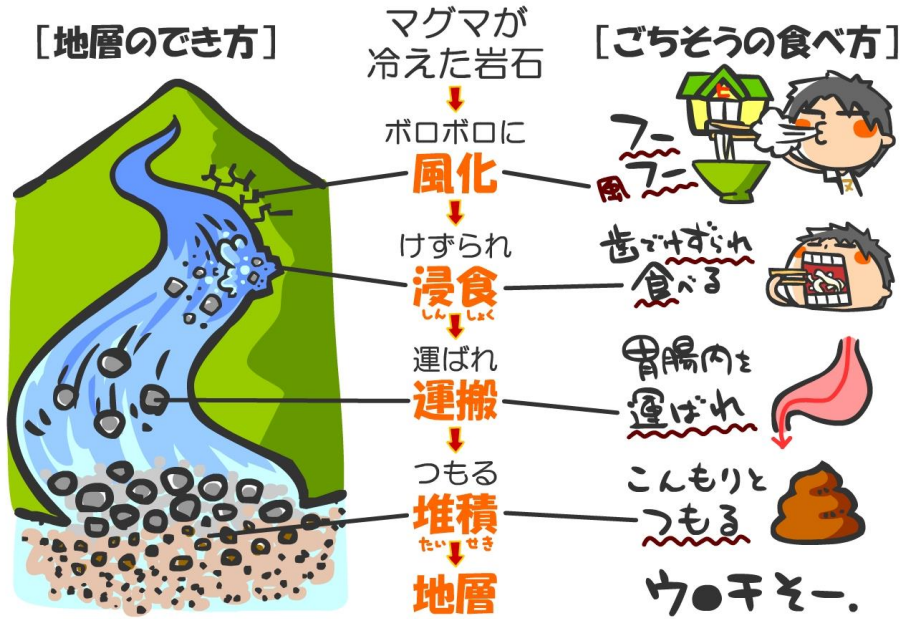 [地層のでき方]
マグマが
冷えた岩石
ボロボロに
風化
けずられ
浸食
しん しょく
運ばれ
運搬
つもる
堆積
たい せき
地層
[ごちそうの食べ方]
フー
風フー
歯でけずられ
食べる
胃腸内を
運ばれ
こんもりと
つもる
ウ●チそー.